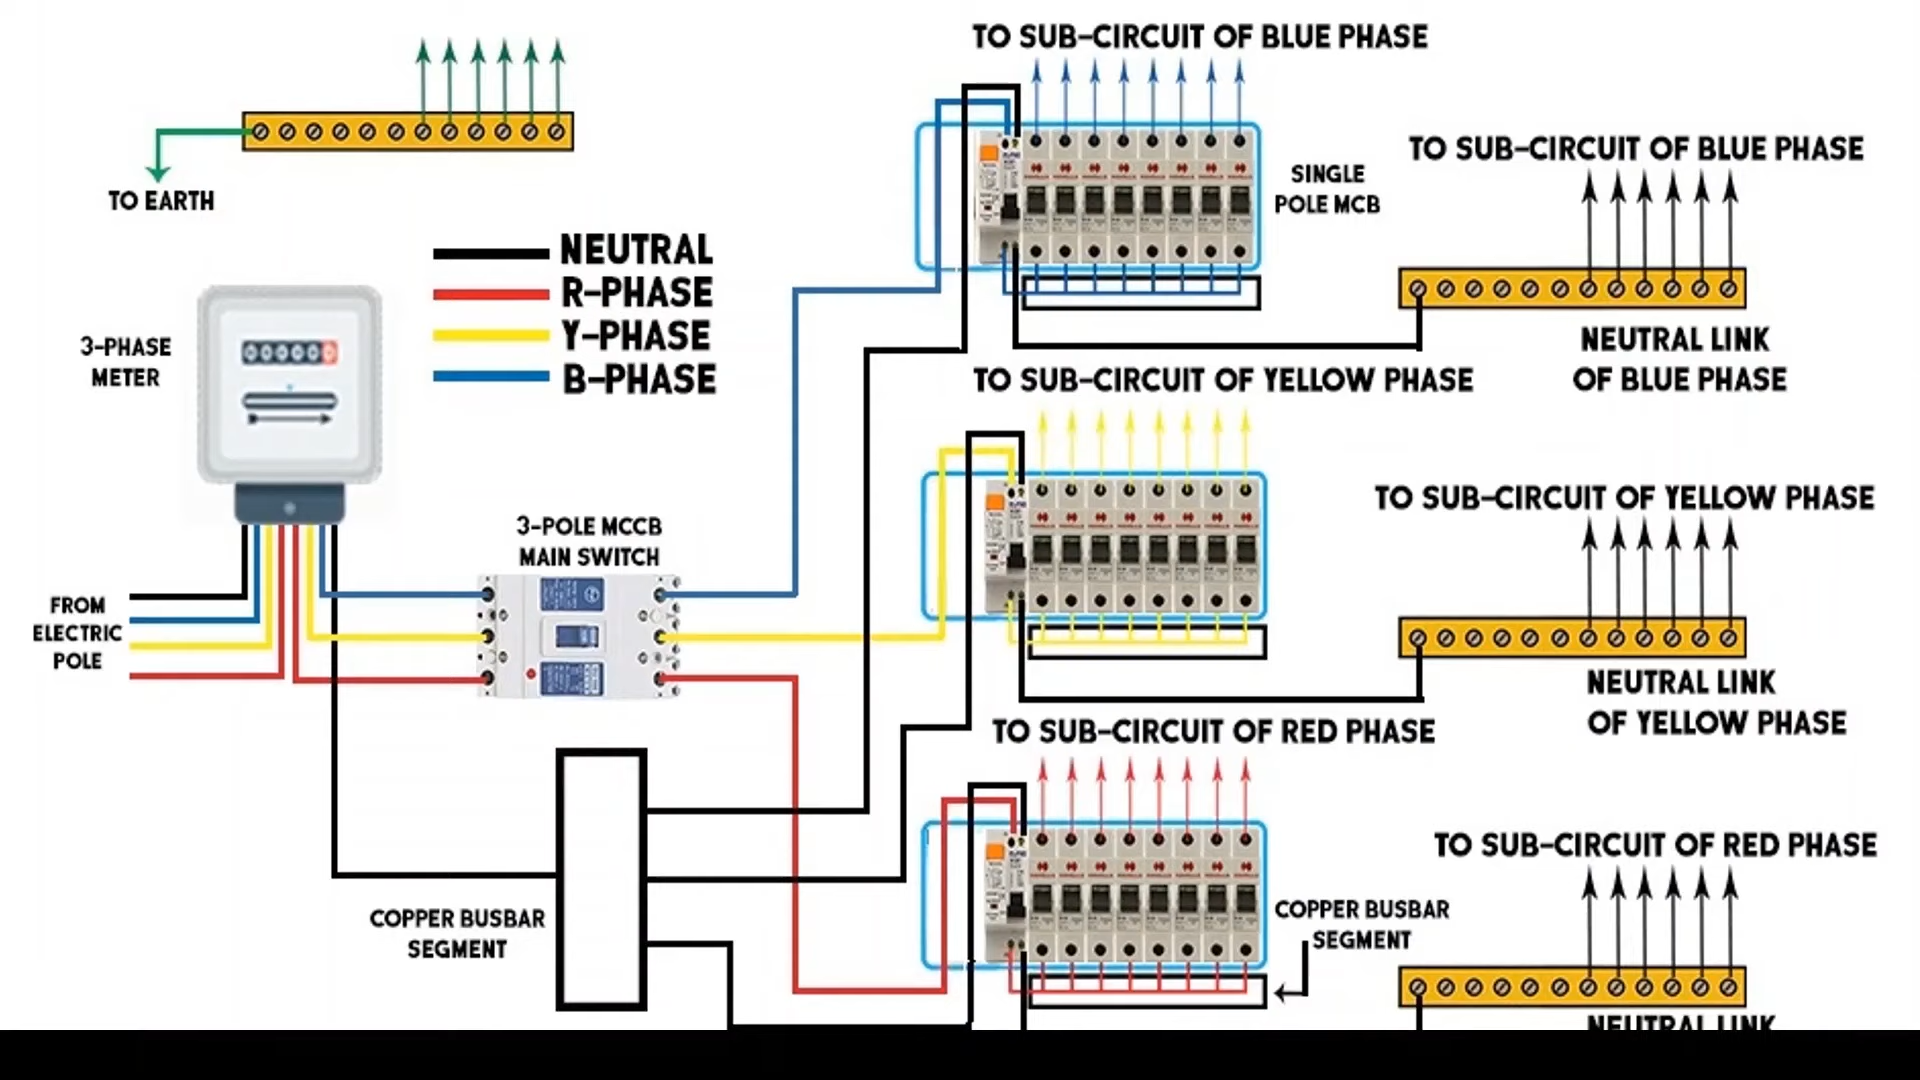 TO SUB-CIRCUIT OF BLUE PHASE
TO EARTH
NEUTRAL
R-PHASE
Y-PHASE
B-PHASE
3-PHASE
METER
SINGLE
POLE MCB
TO SUB-CIRCUIT OF BLUE PHASE
NEUTRAL LINK
OF BLUE PHASE
TO SUB-CIRCUIT OF YELLOW PHASE
3-POLE MCCB
MAIN SWITCH
FROM
ELECTRIC
POLE
TO SUB-CIRCUIT OF YELLOW PHASE
NEUTRAL LINK
OF YELLOW PHASE
TO SUB-CIRCUIT OF RED PHASE
COPPER BUSBAR
SEGMENT
COPPER BUSBAR
SEGMENT
TO SUB-CIRCUIT OF RED PHASE
NEUTRAL LINK